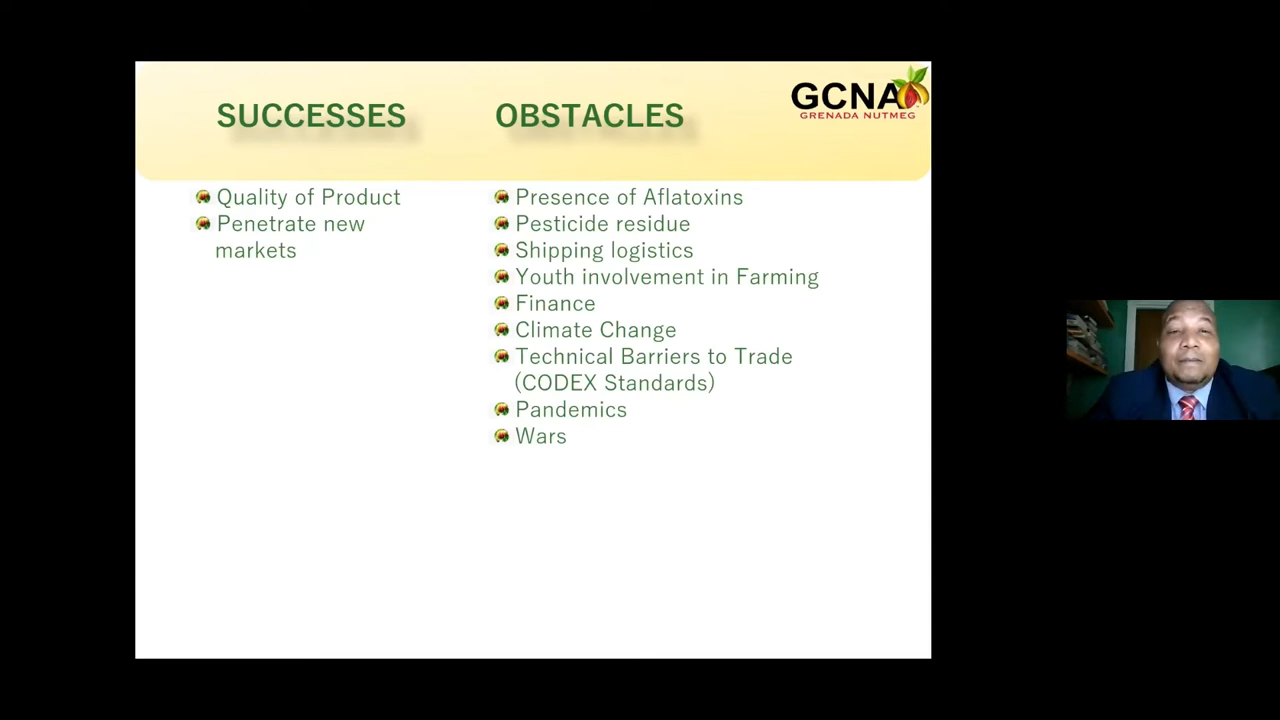 SUCCESSES
OBSTACLES
GCNA
GRENADA NUTMEG
Quality of Product
Penetrate new
markets
Presence of Aflatoxins
Pesticide residue
Shipping logistics
Youth involvement in Farming
Finance
Climate Change
Technical Barriers to Trade
(CODEX Standards)
Pandemics
Wars